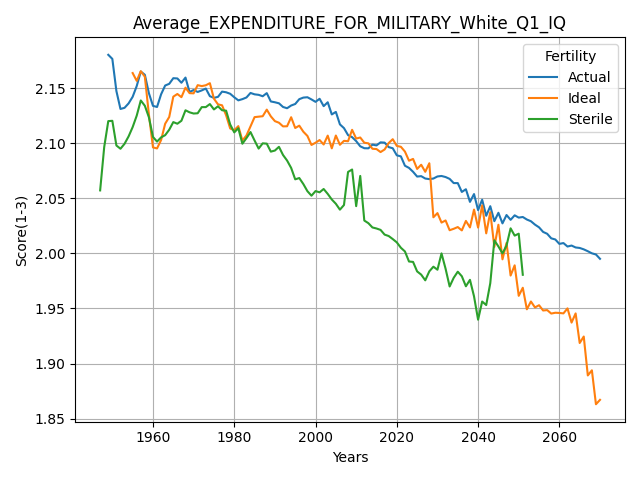 Average_EXPENDITURE_FOR_MILITARY_White_Q1_IQ
Fertility
Actual
Ideal
Sterile
Score(1-3)
2.15
2.10
2.05
2.00
1.95
1.90
1.85
1960 1980 2000 2020 2040 2060
Years